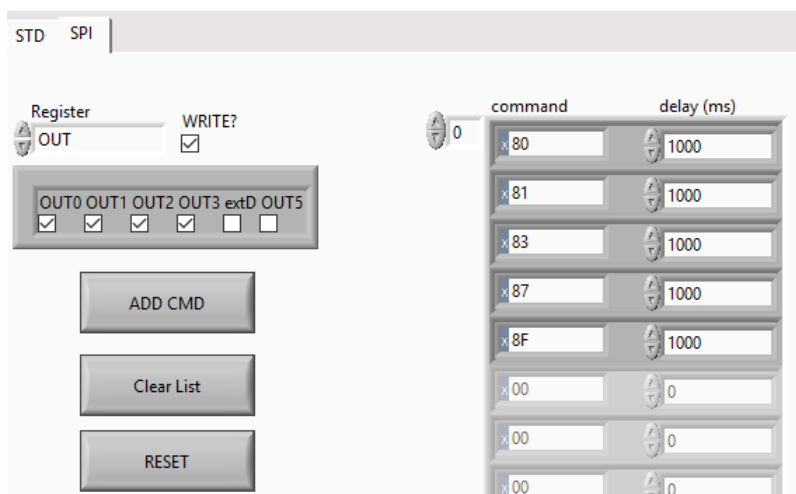 STD SPI
Register
WRITE?
OUT
OUT0 OUT1 OUT2 OUT3 extD OUT5
ADD CMD
Clear List
RESET
0
command delay (ms)
x 80 1000
x 81 1000
x 83 1000
x 87 1000
x 8F 1000
x 00 0
x 00 0
x 00 0